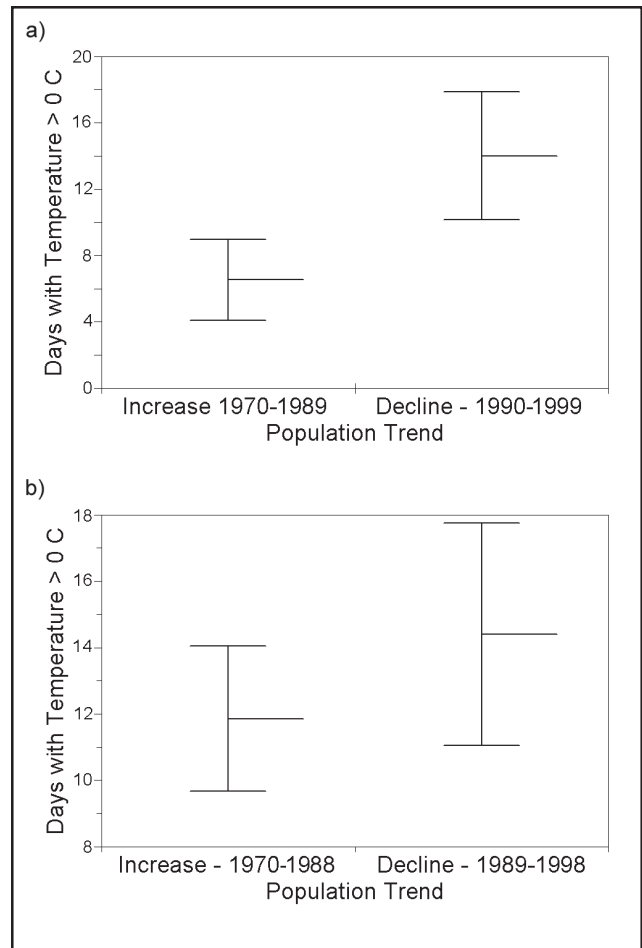 a)
Days with Temperature > 0 C
20
16
12
8
4
0
Increase 1970-1989 Decline - 1990-1999
Population Trend
b)
Days with Temperature > 0 C
18
16
14
12
10
8
Increase - 1970-1988 Decline - 1989-1998
Population Trend